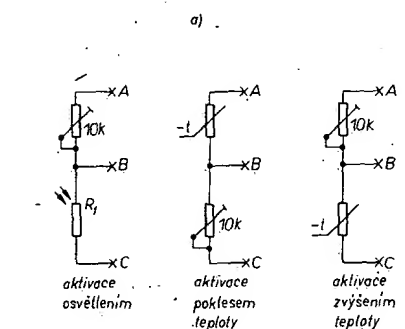 a)
A
A
A
10k
-t
10k
B
B
B
R1
10k
-t
C
C
C
aktivace
osvětlením
aktivace
poklesem
teploty
aktivace
zvýšením
teploty